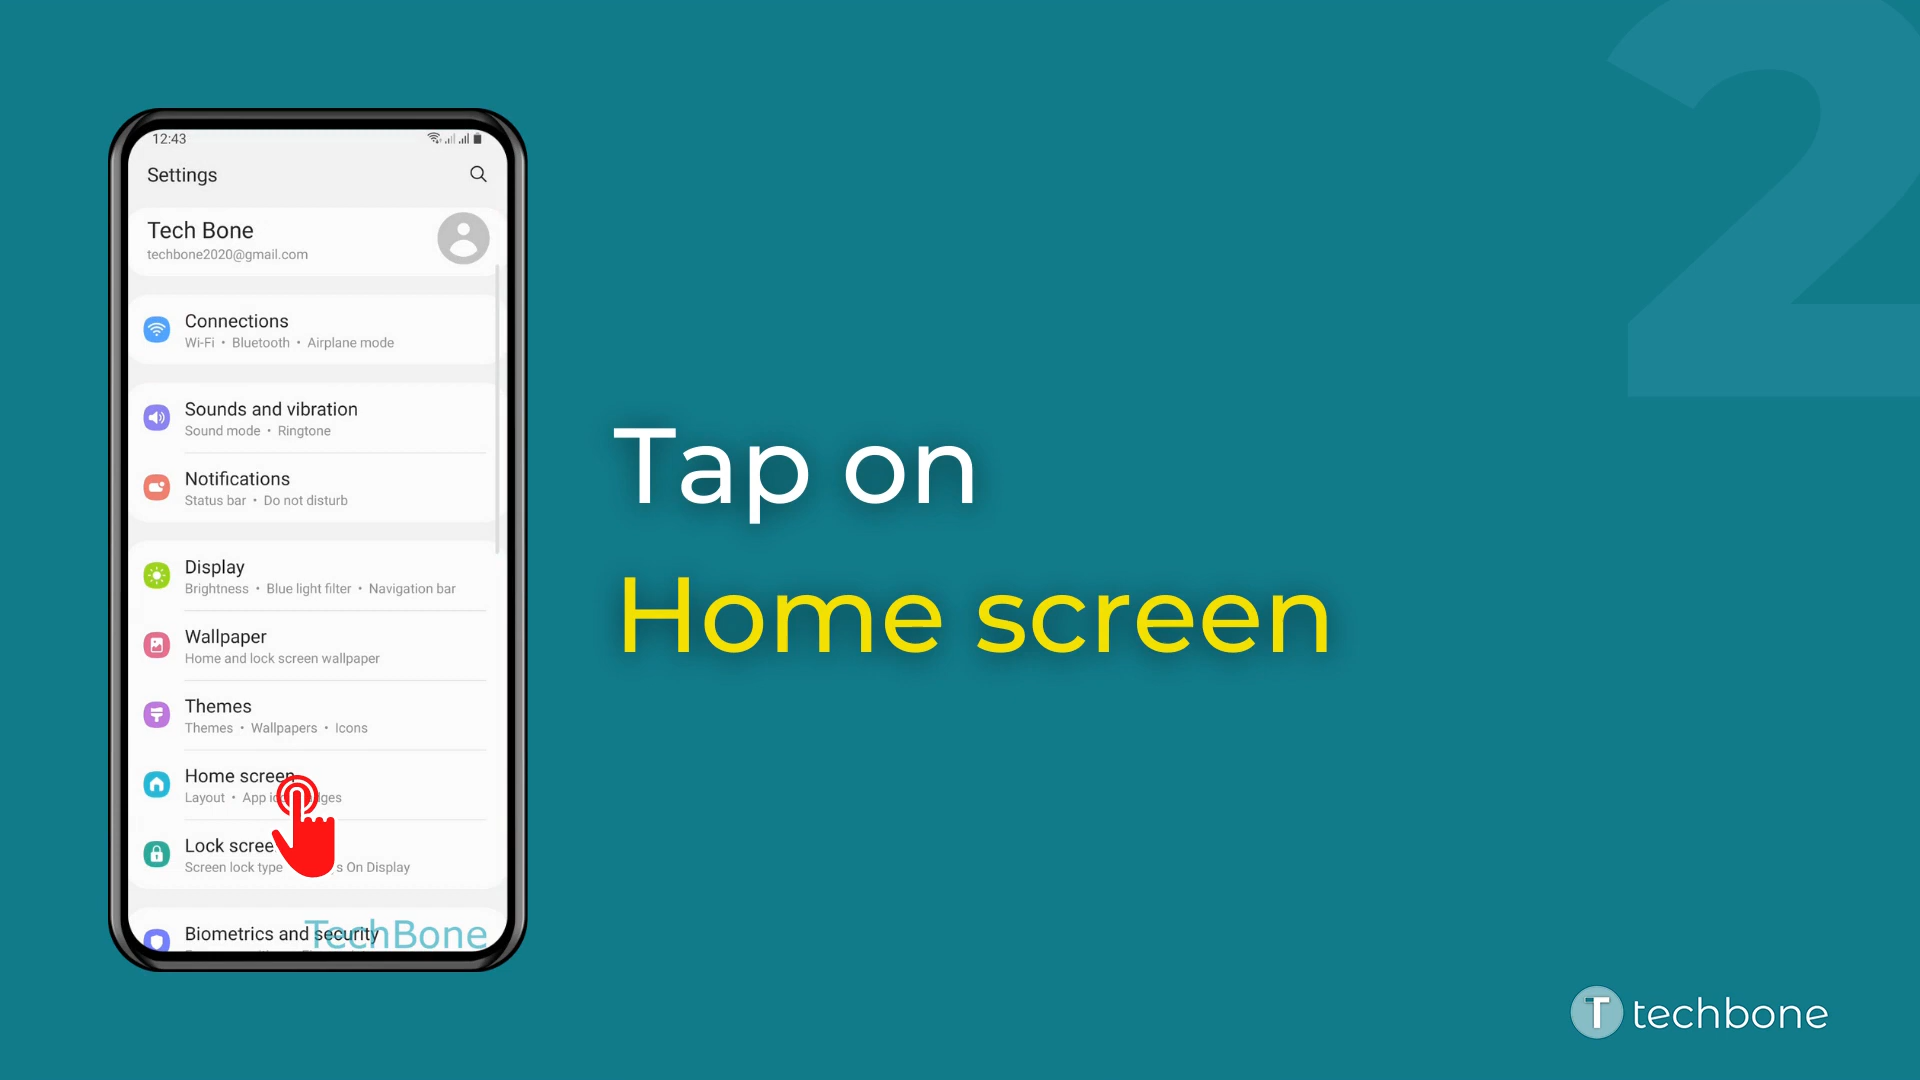 2
12:43
Settings
Tech Bone
techbone2020@gmail.com
Connections
Wi-Fi • Bluetooth • Airplane mode
Sounds and vibration
Sound mode • Ringtone
Notifications
Status bar • Do not disturb
Display
Brightness • Blue light filter • Navigation bar
Wallpaper
Home and lock screen wallpaper
Themes
Themes • Wallpapers • Icons
Home screen
Layout • App
Lock
Screen lock type On Display
Biometrics and security
TechBone
Tap on
Home screen
T techbone